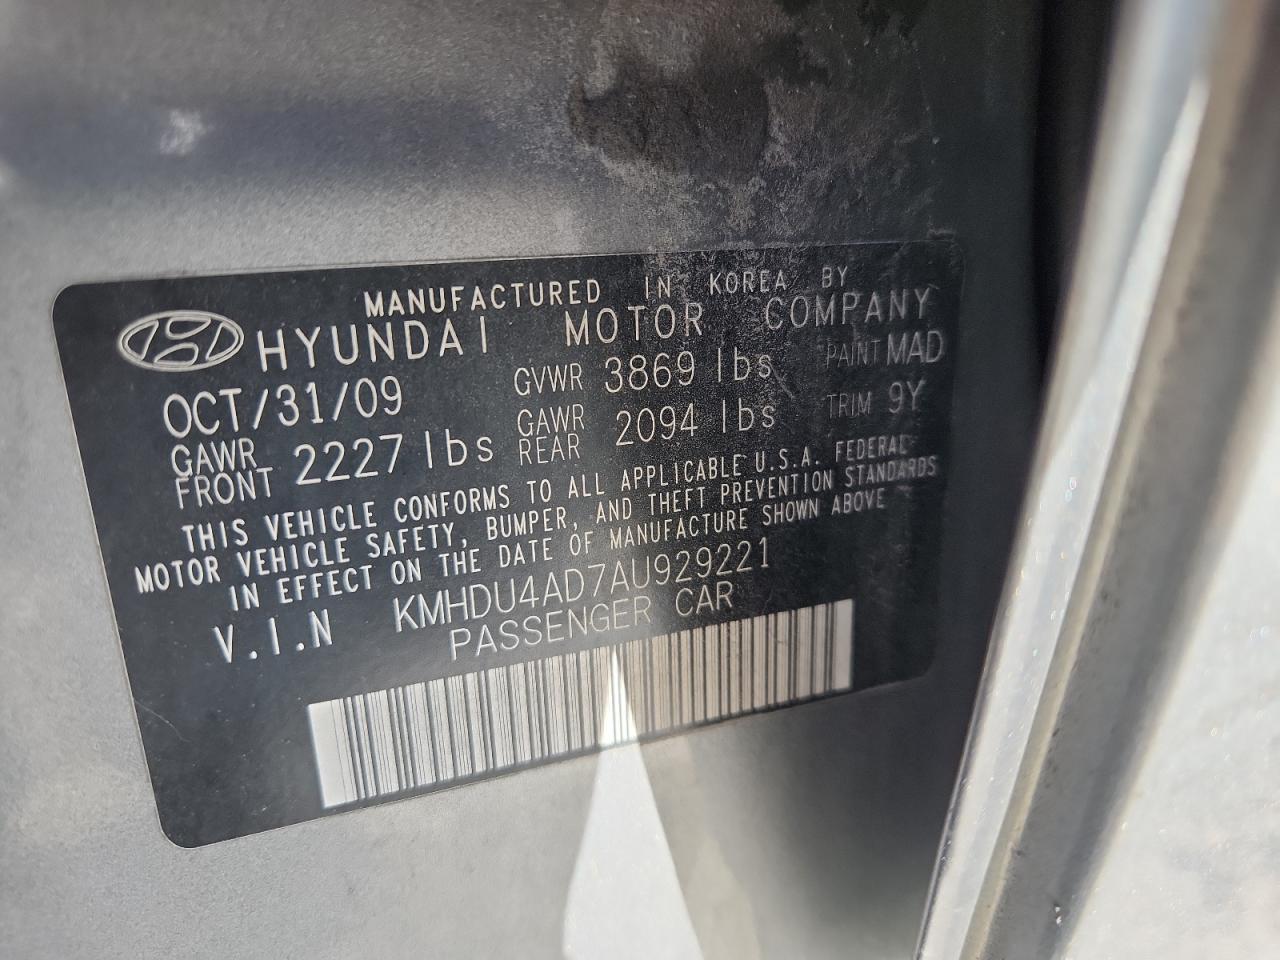 MANUFACTURED IN KOREA BY
HYUNDAI MOTOR COMPANY
OCT/31/09 GVWR 3869 lbs PAINT MAD
GAWR FRONT 2227 lbs GAWR REAR 2094 lbs TRIM 9Y
THIS VEHICLE CONFORMS TO ALL APPLICABLE U.S.A. FEDERAL
MOTOR VEHICLE SAFETY, BUMPER, AND THEFT PREVENTION STANDARDS
IN EFFECT ON THE DATE OF MANUFACTURE SHOWN ABOVE
V.I.N KMHDU4AD7AU929221
PASSENGER CAR